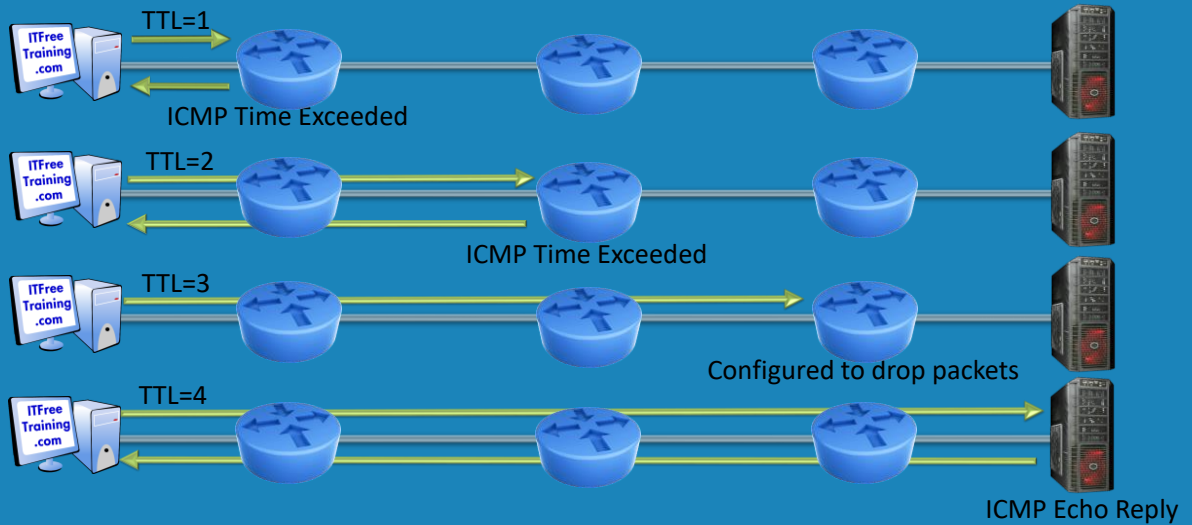 TTL=1
ITFree
Training
.com
ICMP Time Exceeded
TTL=2
ITFree
Training
.com
ICMP Time Exceeded
TTL=3
ITFree
Training
.com
Configured to drop packets
TTL=4
ITFree
Training
.com
ICMP Echo Reply